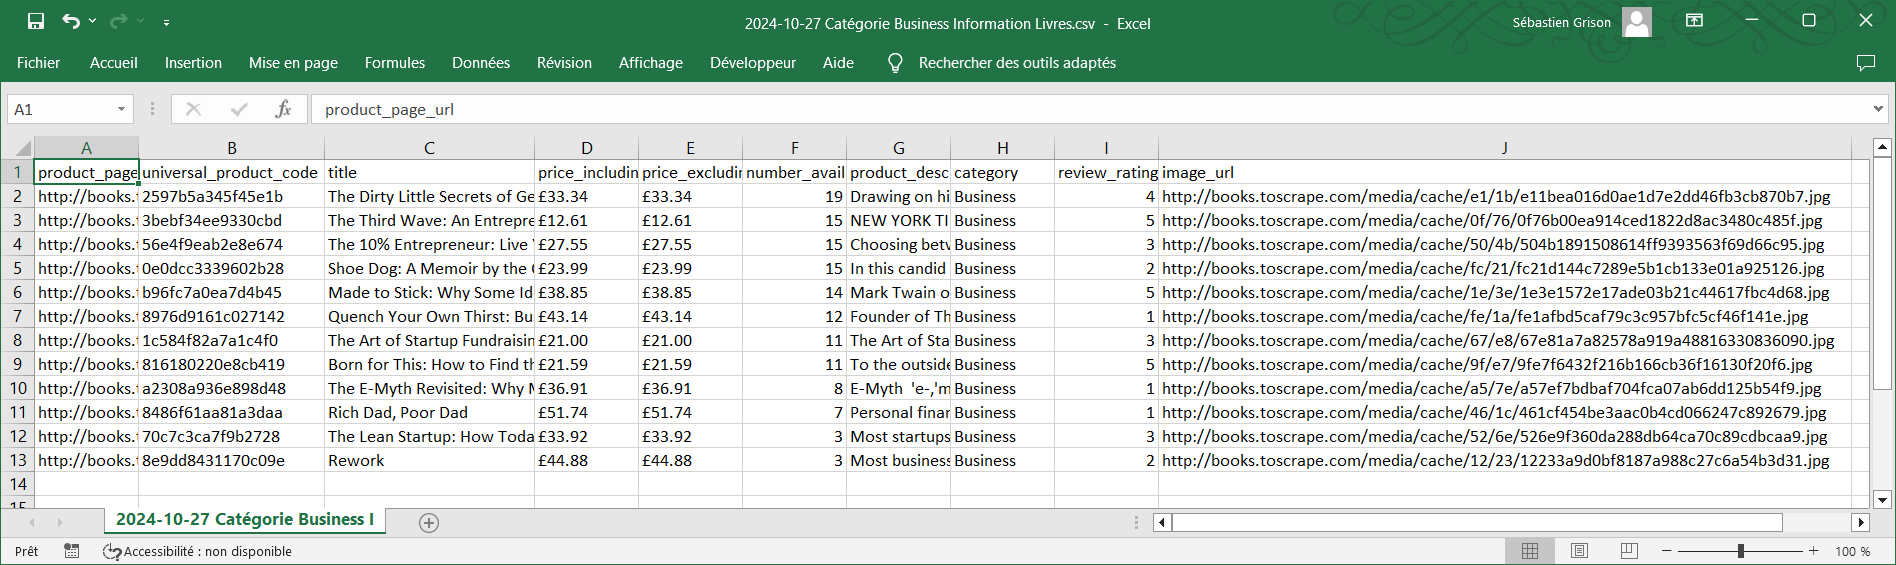 2024-10-27 Catégorie Business Information Livres.csv - Excel
Sébastien Grison
Fichier Accueil Insertion Mise en page Formules Données Révision Affichage Développeur Aide Rechercher des outils adaptés
A1 fx product_page_url
A B C D E F G H I J
1 product_page universal_product_code title price_includin price_excludin number_avail product_desc category review_rating image_url
2 http://books.t 2597b5a345f45e1b The Dirty Little Secrets of Ge £33.34 £33.34 19 Drawing on hi Business 4 http://books.toscrape.com/media/cache/e1/1b/e11bea016d0ae1d7e2dd46fb3cb870b7.jpg
3 http://books.t 3bebf34ee9330cbd The Third Wave: An Entrepre £12.61 £12.61 15 NEW YORK TI Business 5 http://books.toscrape.com/media/cache/0f/76/0f76b00ea914ced1822d8ac3480c485f.jpg
4 http://books.t 56e4f9eab2e8e674 The 10% Entrepreneur: Live Y £27.55 £27.55 15 Choosing betw Business 3 http://books.toscrape.com/media/cache/50/4b/504b1891508614ff9393563f69d66c95.jpg
5 http://books.t 0e0dcc3339602b28 Shoe Dog: A Memoir by the C £23.99 £23.99 15 In this candid Business 2 http://books.toscrape.com/media/cache/fc/21/fc21d144c7289e5b1cb133e01a925126.jpg
6 http://books.t b96fc7a0ea7d4b45 Made to Stick: Why Some Id £38.85 £38.85 14 Mark Twain o Business 5 http://books.toscrape.com/media/cache/1e/3e/1e3e1572e17ade03b21c44617fbc4d68.jpg
7 http://books.t 8976d9161c027142 Quench Your Own Thirst: Bu £43.14 £43.14 12 Founder of Th Business 1 http://books.toscrape.com/media/cache/fe/1a/fe1afbd5caf79c3c957bfc5cf46f141e.jpg
8 http://books.t 1c584f82a7a1c4f0 The Art of Startup Fundraisin £21.00 £21.00 11 The Art of Sta Business 3 http://books.toscrape.com/media/cache/67/e8/67e81a7a82578a919a48816330836090.jpg
9 http://books.t 816180220e8cb419 Born for This: How to Find th £21.59 £21.59 11 To the outside Business 5 http://books.toscrape.com/media/cache/9f/e7/9fe7f6432f216b166cb36f16130f20f6.jpg
10 http://books.t a2308a936e898d48 The E-Myth Revisited: Why M £36.91 £36.91 8 E-Myth 'e-,'m Business 1 http://books.toscrape.com/media/cache/a5/7e/a57ef7bdbaf704fca07ab6dd125b54f9.jpg
11 http://books.t 8486f61aa81a3daa Rich Dad, Poor Dad £51.74 £51.74 7 Personal finan Business 1 http://books.toscrape.com/media/cache/46/1c/461cf454be3aac0b4cd066247c892679.jpg
12 http://books.t 70c7c3ca7f9b2728 The Lean Startup: How Toda £33.92 £33.92 3 Most startups Business 3 http://books.toscrape.com/media/cache/52/6e/526e9f360da288db64ca70c89cdbcaa9.jpg
13 http://books.t 8e9dd8431170c09e Rework £44.88 £44.88 3 Most business Business 2 http://books.toscrape.com/media/cache/12/23/12233a9d0bf8187a988c27c6a54b3d31.jpg
14
15
2024-10-27 Catégorie Business I
Prêt Accessibilité : non disponible 100 %